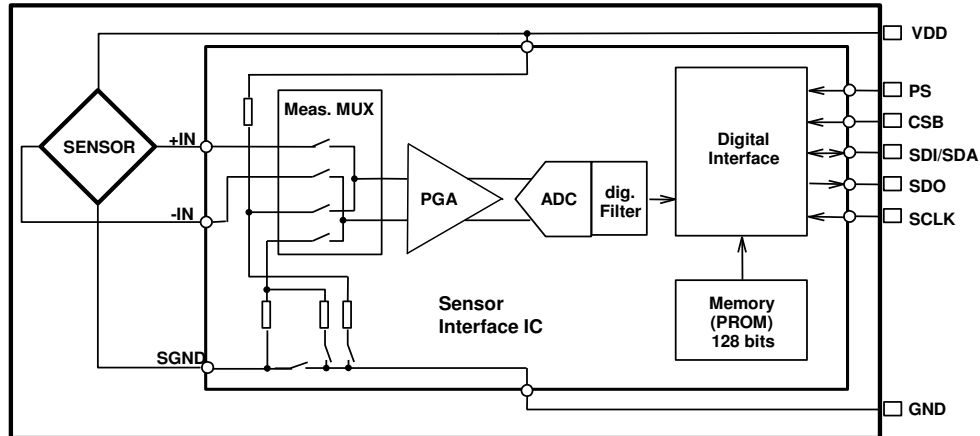 VDD
PS
Meas. MUX
CSB
+IN
SENSOR
Digital
Interface
SDI/SDA
SDO
PGA
ADC
dig.
Filter
-IN
SCLK
Sensor
Interface IC
Memory
(PROM)
128 bits
SGND
GND